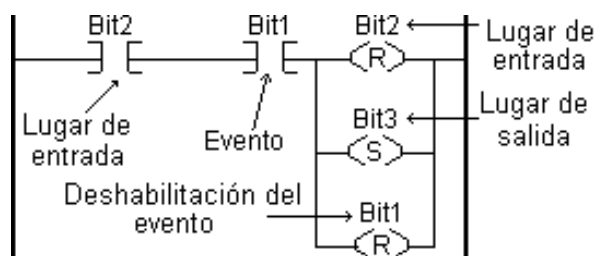 Bit2 Bit1 Bit2
Lugar de
entrada
R
Bit3
Lugar de
salida
Lugar de
entrada
Evento
S
Deshabilitación del
evento
Bit1
R